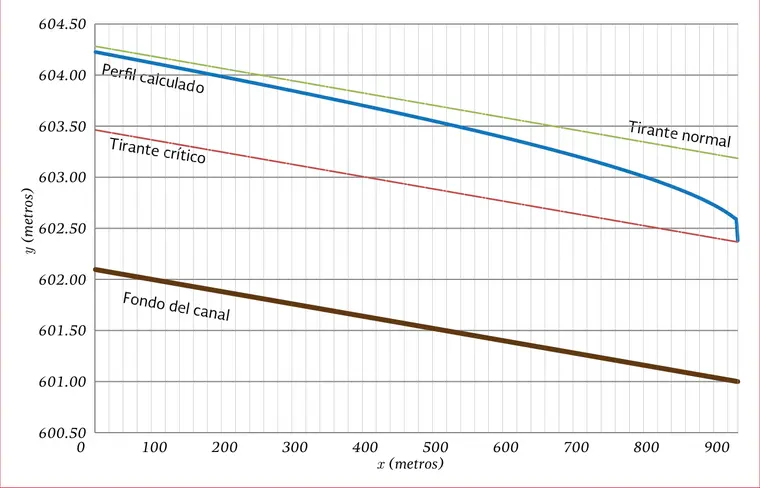 604.50
604.00
Perfil calculado
603.50
Tirante normal
Tirante crítico
603.00
602.50
602.00
Fondo del canal
601.50
601.00
600.50
y (metros)
0 100 200 300 400 500 600 700 800 900
x (metros)